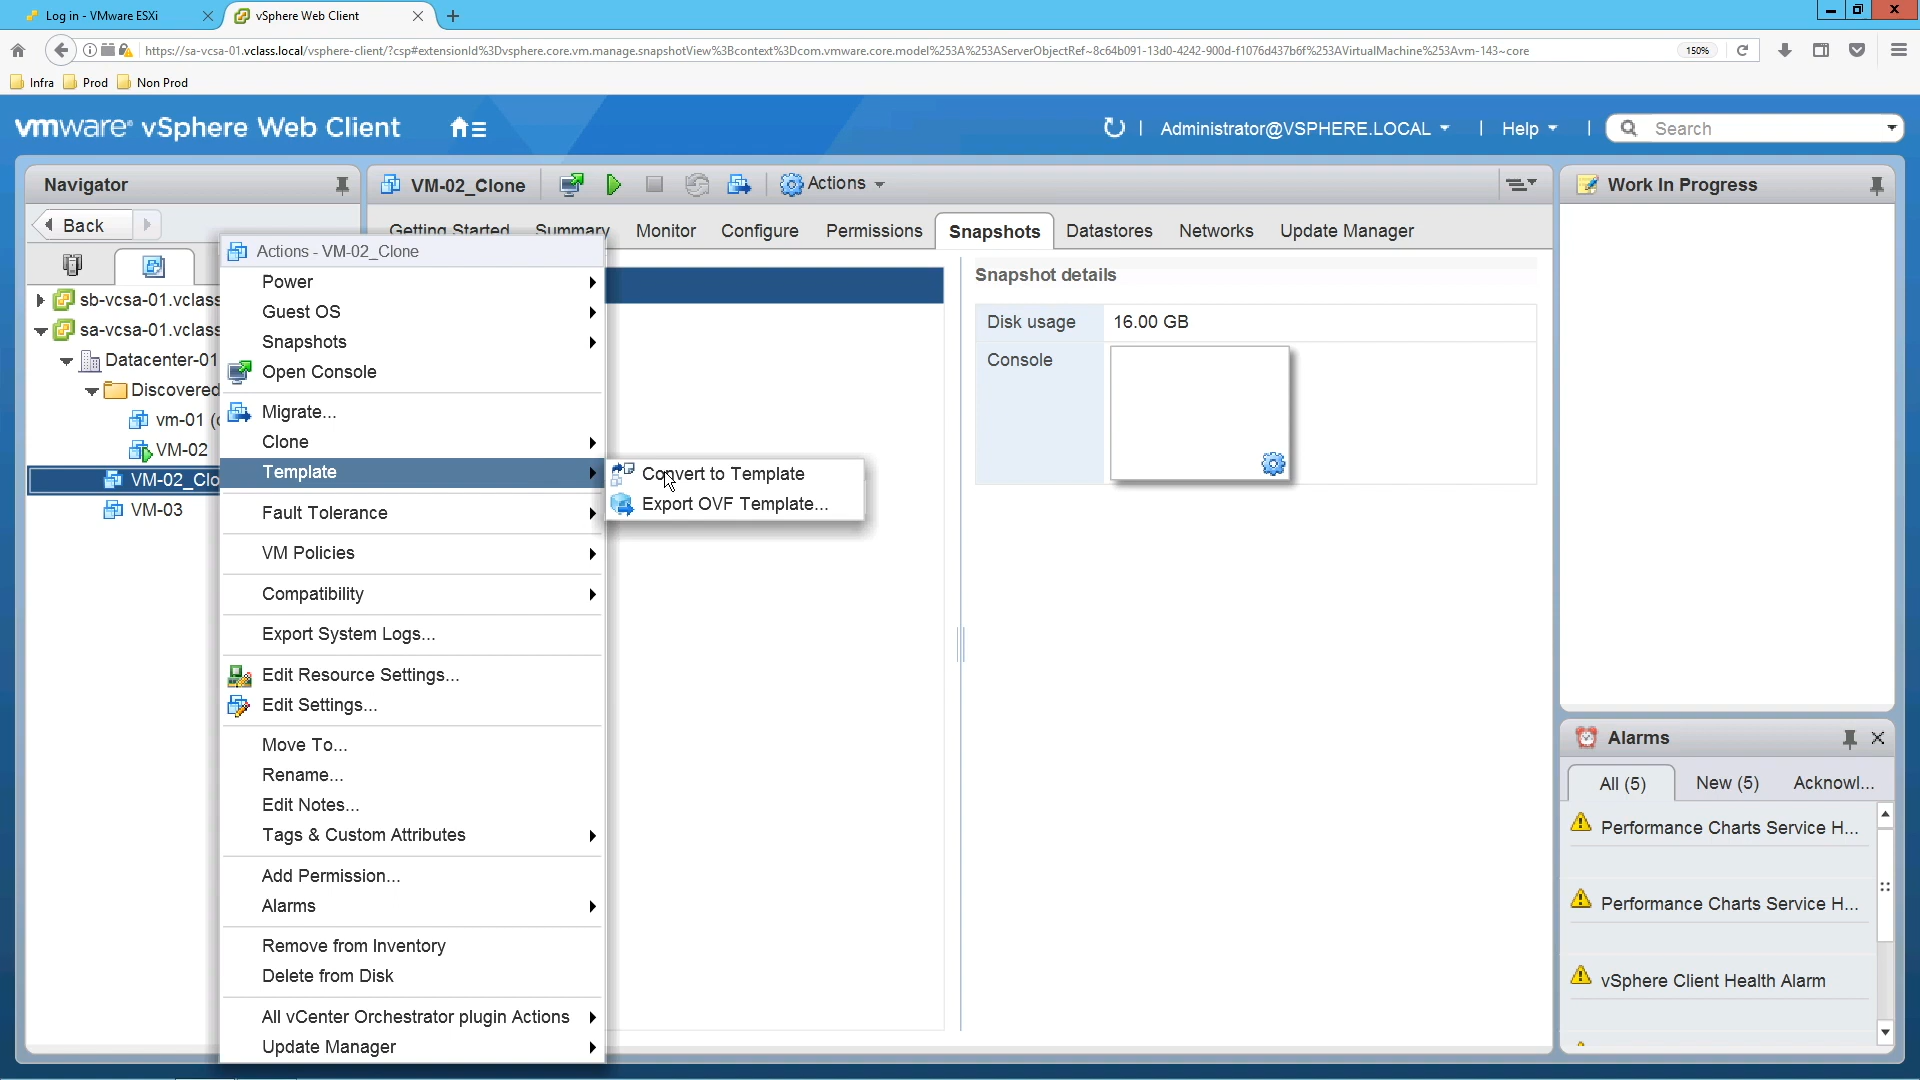 Log in - VMware ESXi
vSphere Web Client
https://sa-vcsa-01.vclass.local/vsphere-client/?csp#extensionId%3Dvsphere.core.vm.manage.snapshotView%3Bcontext%3Dcom.vmware.core.model%253A%253AServerObjectRef~8c64b091-13d0-4242-900d-f1076d437b6f%253AVirtualMachine%253Avm-143~core
150%
Infra
Prod
Non Prod
vmware® vSphere Web Client
Administrator@VSPHERE.LOCAL
Help
Search
Navigator
VM-02_Clone
Actions
Work In Progress
Back
Getting Started
Summary
Monitor
Configure
Permissions
Snapshots
Datastores
Networks
Update Manager
sb-vcsa-01.vclass
sa-vcsa-01.vclass
Datacenter-01
Discovered
vm-01 (
VM-02
VM-02_Clo
VM-03
Actions - VM-02_Clone
Power
Guest OS
Snapshots
Open Console
Migrate...
Clone
Template
Fault Tolerance
VM Policies
Compatibility
Export System Logs...
Edit Resource Settings...
Edit Settings...
Move To...
Rename...
Edit Notes...
Tags & Custom Attributes
Add Permission...
Alarms
Remove from Inventory
Delete from Disk
All vCenter Orchestrator plugin Actions
Update Manager
Convert to Template
Export OVF Template...
Snapshot details
Disk usage
16.00 GB
Console
Alarms
All (5)
New (5)
Acknowl...
Performance Charts Service H...
Performance Charts Service H...
vSphere Client Health Alarm